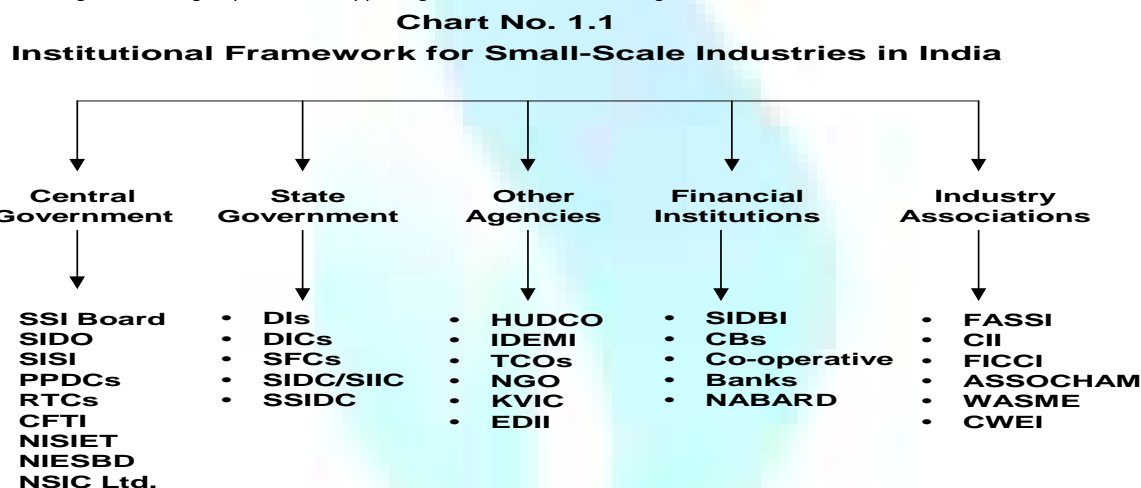 Chart No. 1.1
Institutional Framework for Small-Scale Industries in India
Central
Government
State
Government
Other
Agencies
Financial
Institutions
Industry
Associations
SSI Board
SIDO
SISI
PPDCs
RTCs
CFTI
NISIET
NIESBD
NSIC Ltd.
• DIs
• DICs
• SFCs
• SIDC/SIIC
• SSIDC
• HUDCO
• IDEMI
• TCOs
• NGO
• KVIC
• EDII
• SIDBI
• CBs
• Co-operative
• Banks
• NABARD
• FASSI
• CII
• FICCI
• ASSOCHAM
• WASME
• CWEI